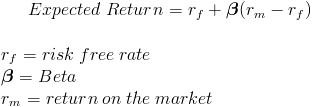 Expected Return = r_f + β(r_m − r_f)
r_f = risk free rate
β = Beta
r_m = return on the market